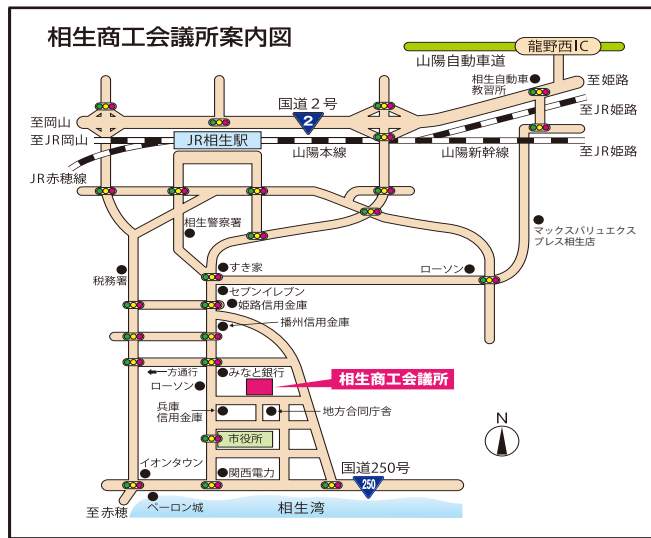 相生商工会議所案内図
龍野西IC
山陽自動車道
相生自動車
教習所
至姫路
国道2号
2
至岡山
至JR姫路
至JR岡山
JR相生駅
山陽本線
山陽新幹線
至JR姫路
JR赤穂線
相生警察署
マックスバリュエクス
プレス相生店
税務署
すき家
ローソン
セブンイレブン
姫路信用金庫
播州信用金庫
一方通行
みなと銀行
相生商工会議所
ローソン
兵庫
信用金庫
地方合同庁舎
市役所
N
イオンタウン
関西電力
国道250号
250
至赤穂
ペーロン城
相生湾